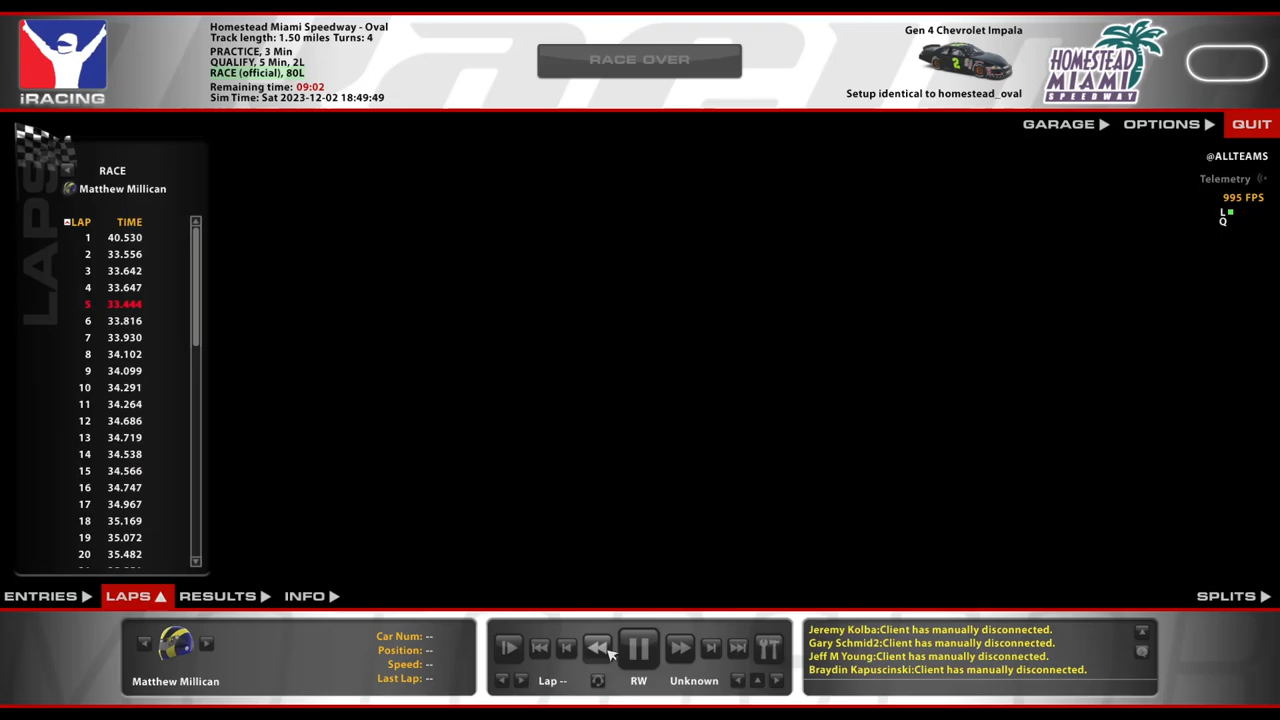 iRACING
Homestead Miami Speedway - Oval
Track length: 1.50 miles Turns: 4
PRACTICE, 3 Min
QUALIFY, 5 Min, 2L
RACE (official), 80L
Remaining time: 09:02
Sim Time: Sat 2023-12-02 18:49:49
RACE OVER
Gen 4 Chevrolet Impala
2
Setup identical to homestead_oval
HOMESTEAD
MIAMI
SPEEDWAY
GARAGE
OPTIONS
QUIT
@ALLTEAMS
Telemetry
995 FPS
L
Q
LAPS
RACE
Matthew Millican
LAP TIME
1 40.530
2 33.556
3 33.642
4 33.647
5 33.444
6 33.816
7 33.930
8 34.102
9 34.099
10 34.291
11 34.264
12 34.686
13 34.719
14 34.538
15 34.566
16 34.747
17 34.967
18 35.169
19 35.072
20 35.482
ENTRIES
LAPS
RESULTS
INFO
SPLITS
Matthew Millican
Car Num: --
Position: --
Speed: --
Last Lap: --
Lap --
RW
Unknown
Jeremy Kolba:Client has manually disconnected.
Gary Schmid2:Client has manually disconnected.
Jeff M Young:Client has manually disconnected.
Braydin Kapuscinski:Client has manually disconnected.